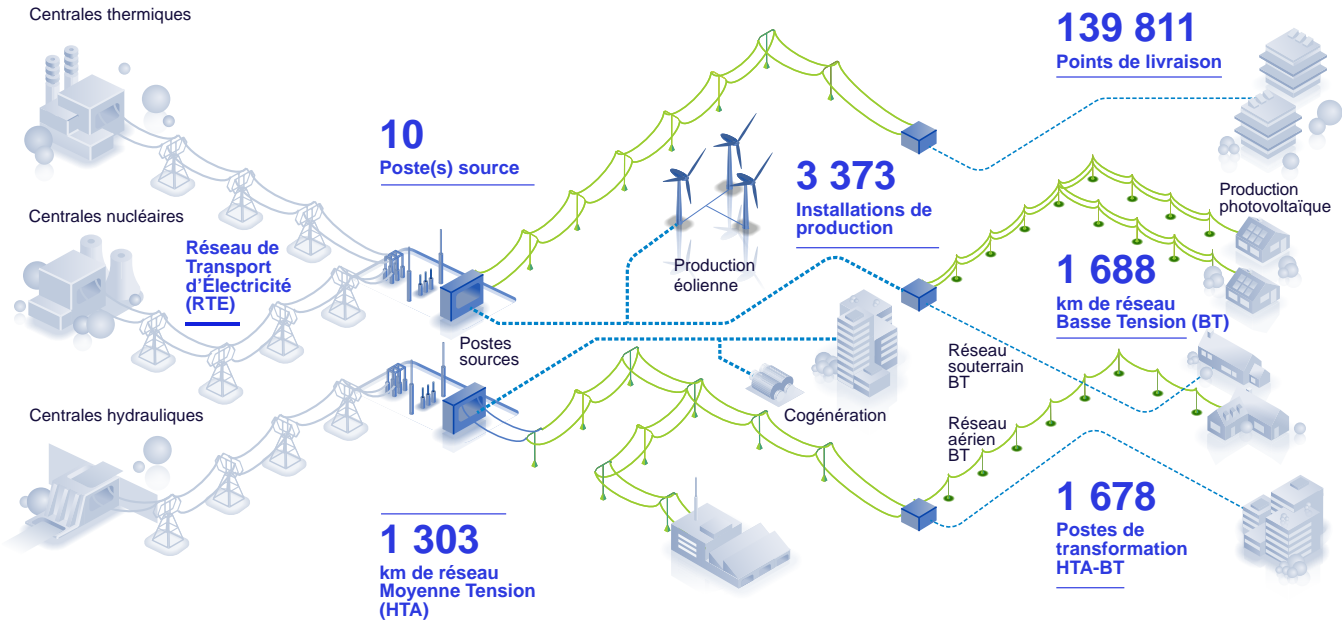 Centrales thermiques
139 811
Points de livraison
10
Poste(s) source
3 373
Installations de
production
Production
photovoltaïque
Centrales nucléaires
Réseau de
Transport
d'Électricité
(RTE)
Production
éolienne
1 688
km de réseau
Basse Tension (BT)
Postes
sources
Réseau
souterrain
BT
Centrales hydrauliques
Cogénération
Réseau
aérien
BT
1 303
km de réseau
Moyenne Tension
(HTA)
1 678
Postes de
transformation
HTA-BT